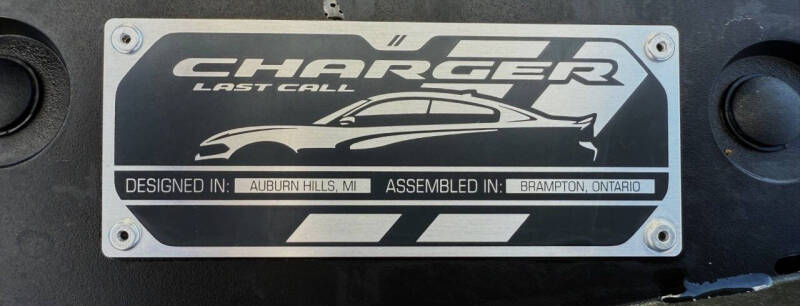 CHARGER
LAST CALL
DESIGNED IN: AUBURN HILLS, MI ASSEMBLED IN: BRAMPTON, ONTARIO